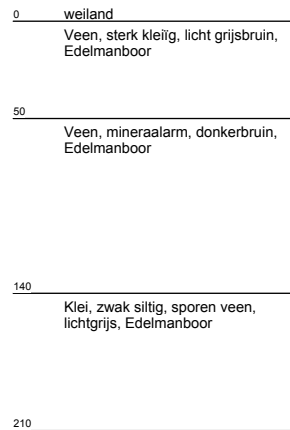 0 weiland
Veen, sterk kleiïg, licht grijsbruin,
Edelmanboor
50
Veen, mineraalarm, donkerbruin,
Edelmanboor
140
Klei, zwak siltig, sporen veen,
lichtgrijs, Edelmanboor
210